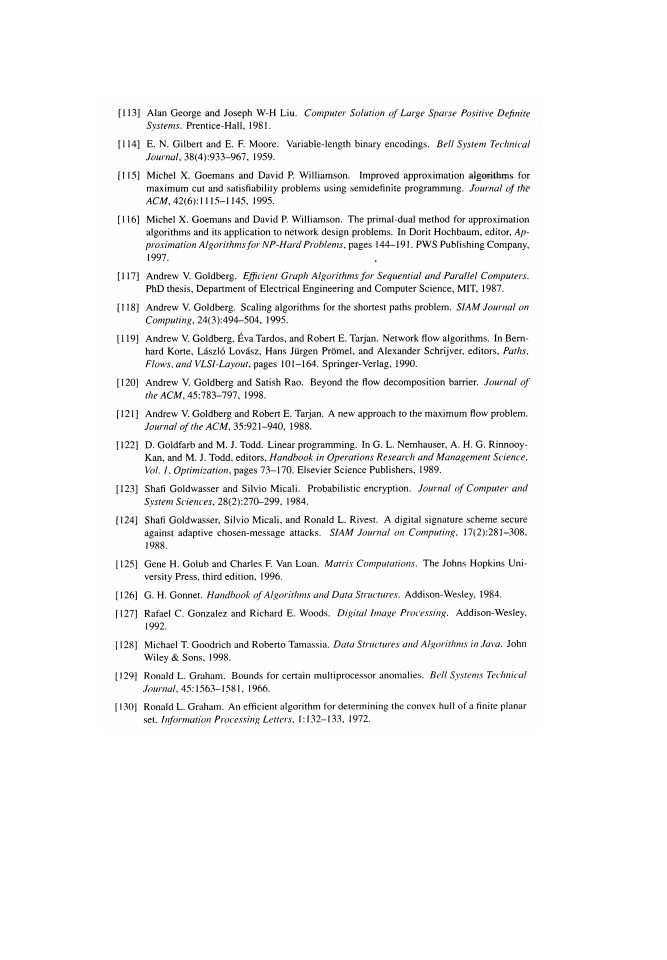 [113] Alan George and Joseph W-H Liu. Computer Solution of Large Sparse Positive Definite
Systems. Prentice-Hall, 1981.
[114] E. N. Gilbert and E. F. Moore. Variable-length binary encodings. Bell System Technical
Journal, 38(4):933–967, 1959.
[115] Michel X. Goemans and David P. Williamson. Improved approximation algorithms for
maximum cut and satisfiability problems using semidefinite programming. Journal of the
ACM, 42(6):1115–1145, 1995.
[116] Michel X. Goemans and David P. Williamson. The primal-dual method for approximation
algorithms and its application to network design problems. In Dorit Hochbaum, editor, Ap-
proximation Algorithms for NP-Hard Problems, pages 144–191. PWS Publishing Company,
1997.
[117] Andrew V. Goldberg. Efficient Graph Algorithms for Sequential and Parallel Computers.
PhD thesis, Department of Electrical Engineering and Computer Science, MIT, 1987.
[118] Andrew V. Goldberg. Scaling algorithms for the shortest paths problem. SIAM Journal on
Computing, 24(3):494–504, 1995.
[119] Andrew V. Goldberg, Éva Tardos, and Robert E. Tarjan. Network flow algorithms. In Bern-
hard Korte, László Lovász, Hans Jürgen Prömel, and Alexander Schrijver, editors, Paths,
Flows, and VLSI-Layout, pages 101–164. Springer-Verlag, 1990.
[120] Andrew V. Goldberg and Satish Rao. Beyond the flow decomposition barrier. Journal of
the ACM, 45:783–797, 1998.
[121] Andrew V. Goldberg and Robert E. Tarjan. A new approach to the maximum flow problem.
Journal of the ACM, 35:921–940, 1988.
[122] D. Goldfarb and M. J. Todd. Linear programming. In G. L. Nemhauser, A. H. G. Rinnooy-
Kan, and M. J. Todd, editors, Handbook in Operations Research and Management Science,
Vol. 1, Optimization, pages 73–170. Elsevier Science Publishers, 1989.
[123] Shafi Goldwasser and Silvio Micali. Probabilistic encryption. Journal of Computer and
System Sciences, 28(2):270–299, 1984.
[124] Shafi Goldwasser, Silvio Micali, and Ronald L. Rivest. A digital signature scheme secure
against adaptive chosen-message attacks. SIAM Journal on Computing, 17(2):281–308,
1988.
[125] Gene H. Golub and Charles F. Van Loan. Matrix Computations. The Johns Hopkins Uni-
versity Press, third edition, 1996.
[126] G. H. Gonnet. Handbook of Algorithms and Data Structures. Addison-Wesley, 1984.
[127] Rafael C. Gonzalez and Richard E. Woods. Digital Image Processing. Addison-Wesley,
1992.
[128] Michael T. Goodrich and Roberto Tamassia. Data Structures and Algorithms in Java. John
Wiley & Sons, 1998.
[129] Ronald L. Graham. Bounds for certain multiprocessor anomalies. Bell Systems Technical
Journal, 45:1563–1581, 1966.
[130] Ronald L. Graham. An efficient algorithm for determining the convex hull of a finite planar
set. Information Processing Letters, 1:132–133, 1972.